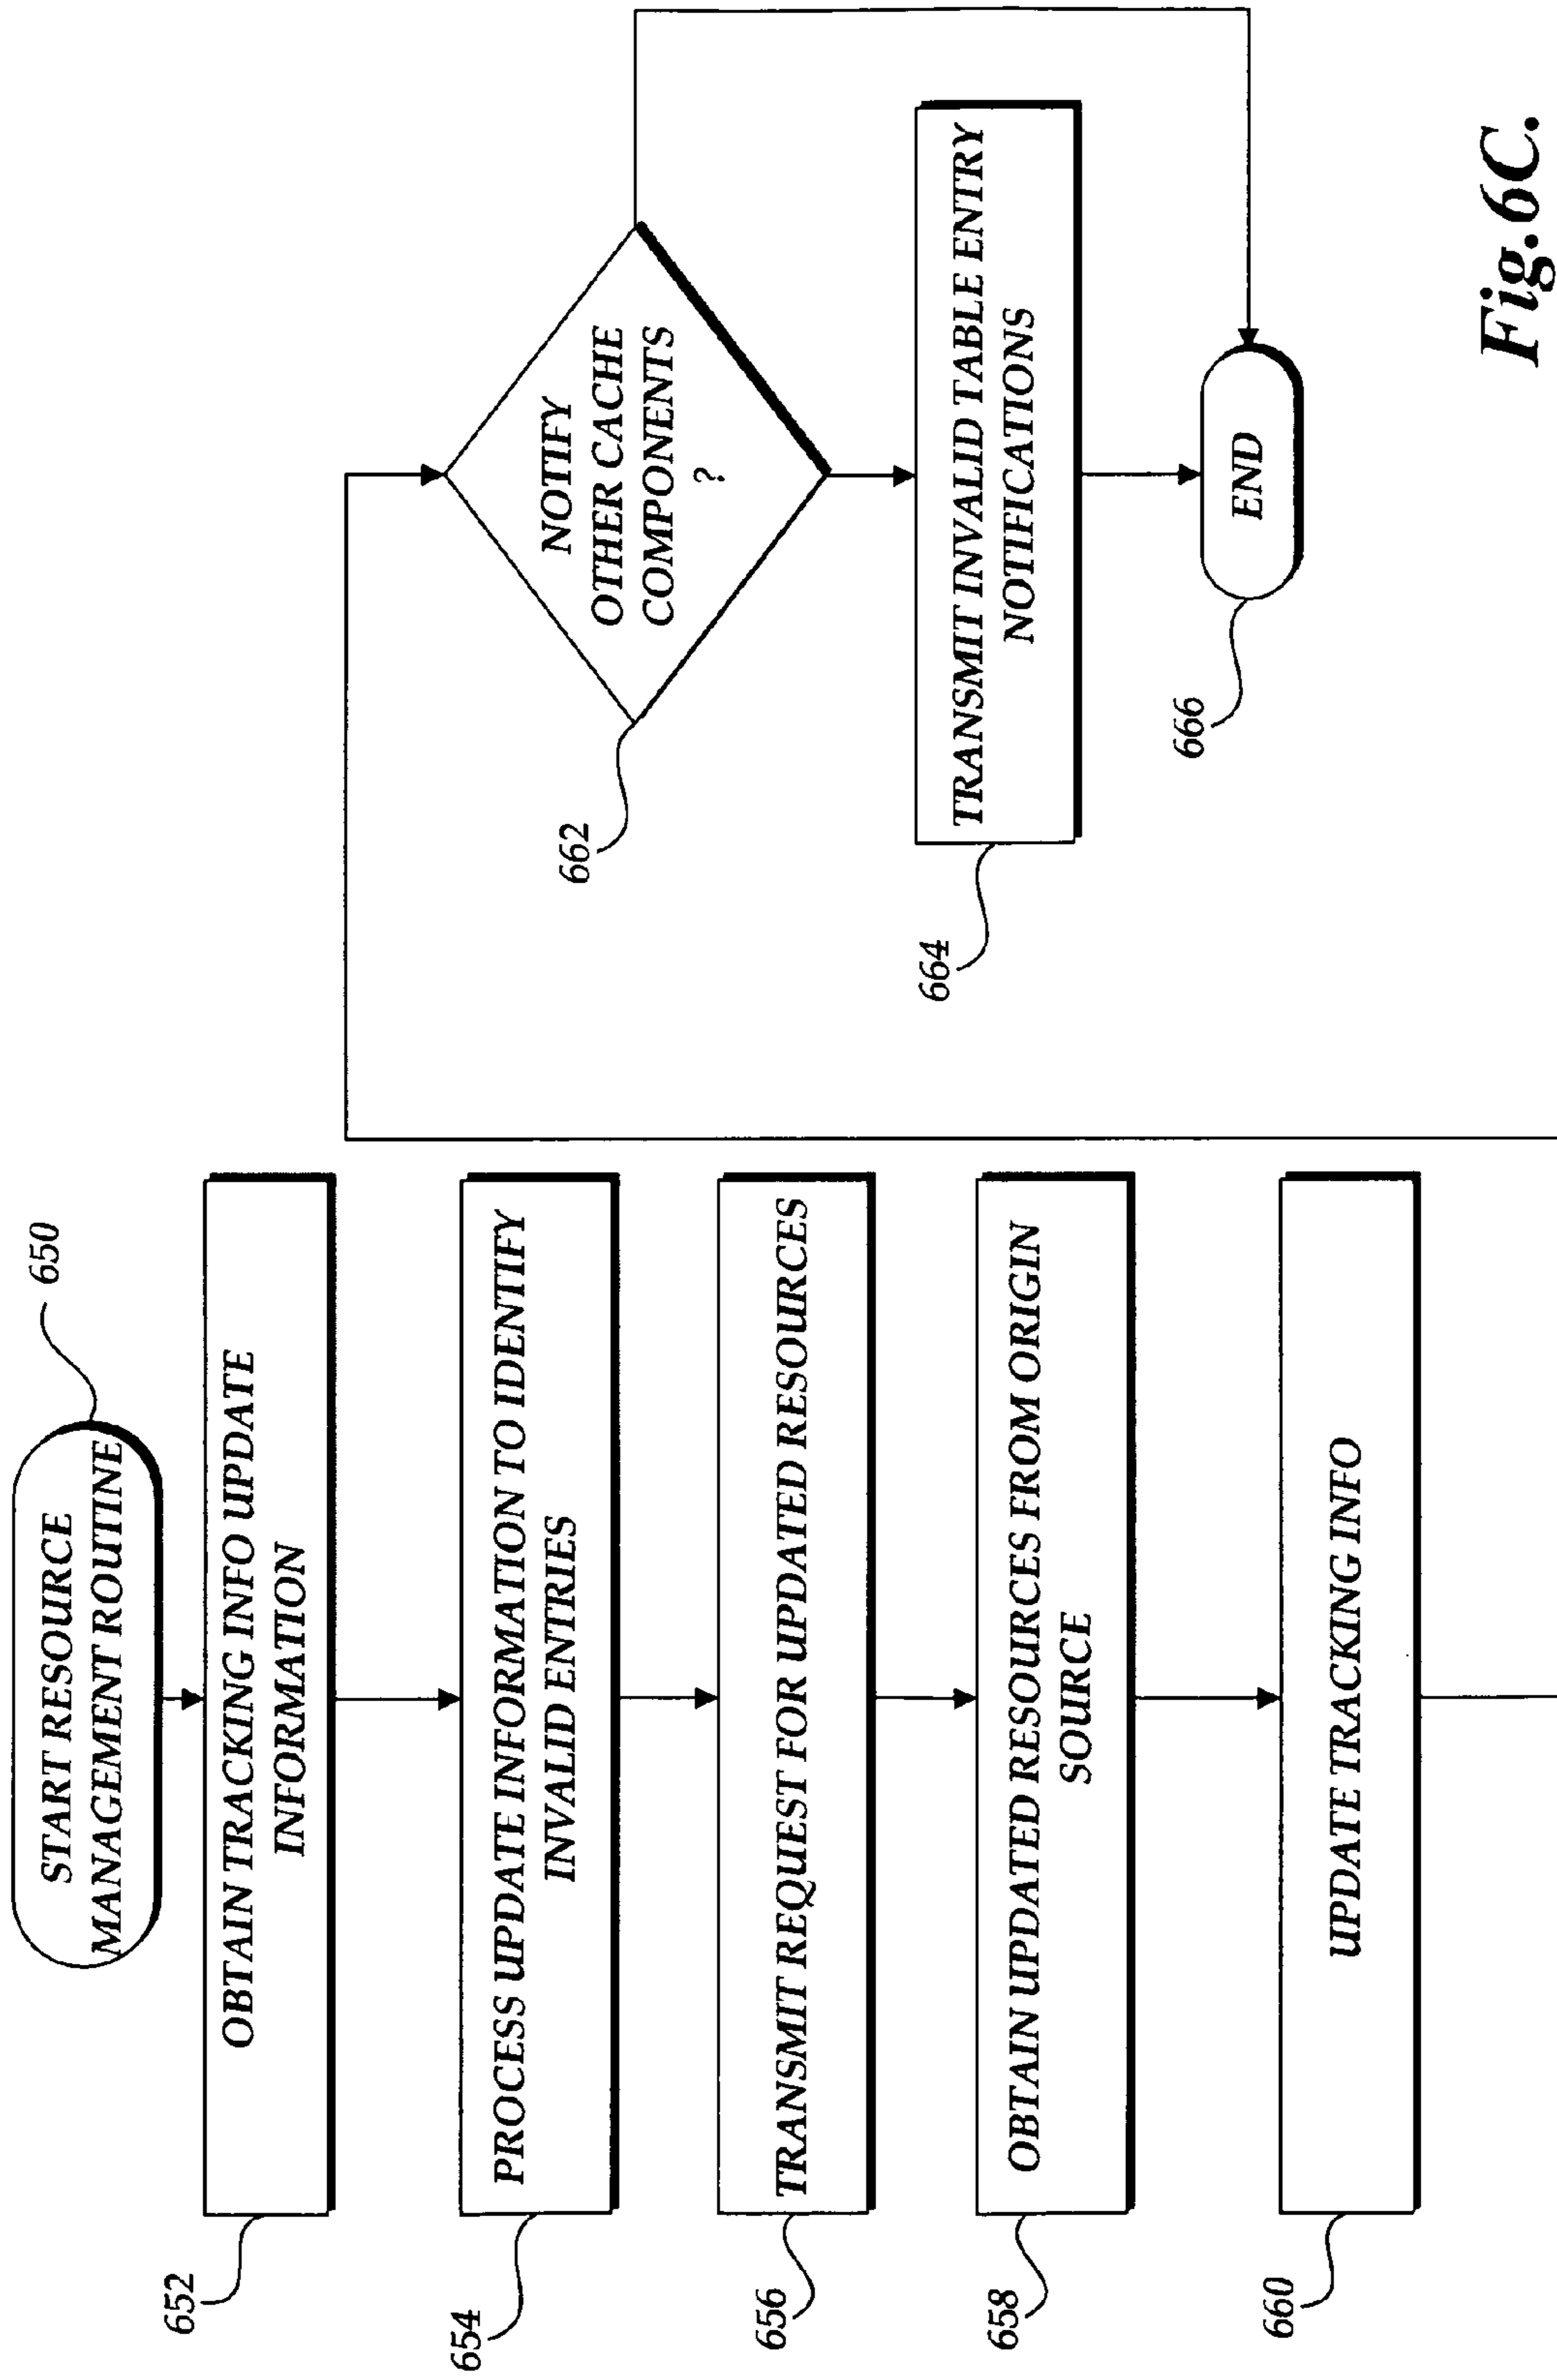 START RESOURCE
MANAGEMENT ROUTINE
650
OBTAIN TRACKING INFO UPDATE
INFORMATION
652
PROCESS UPDATE INFORMATION TO IDENTIFY
INVALID ENTRIES
654
TRANSMIT REQUEST FOR UPDATED RESOURCES
656
OBTAIN UPDATED RESOURCES FROM ORIGIN
SOURCE
658
UPDATE TRACKING INFO
660
NOTIFY
OTHER CACHE
COMPONENTS
?
662
TRANSMIT INVALID TABLE ENTRY
NOTIFICATIONS
664
END
666
Fig.6C.